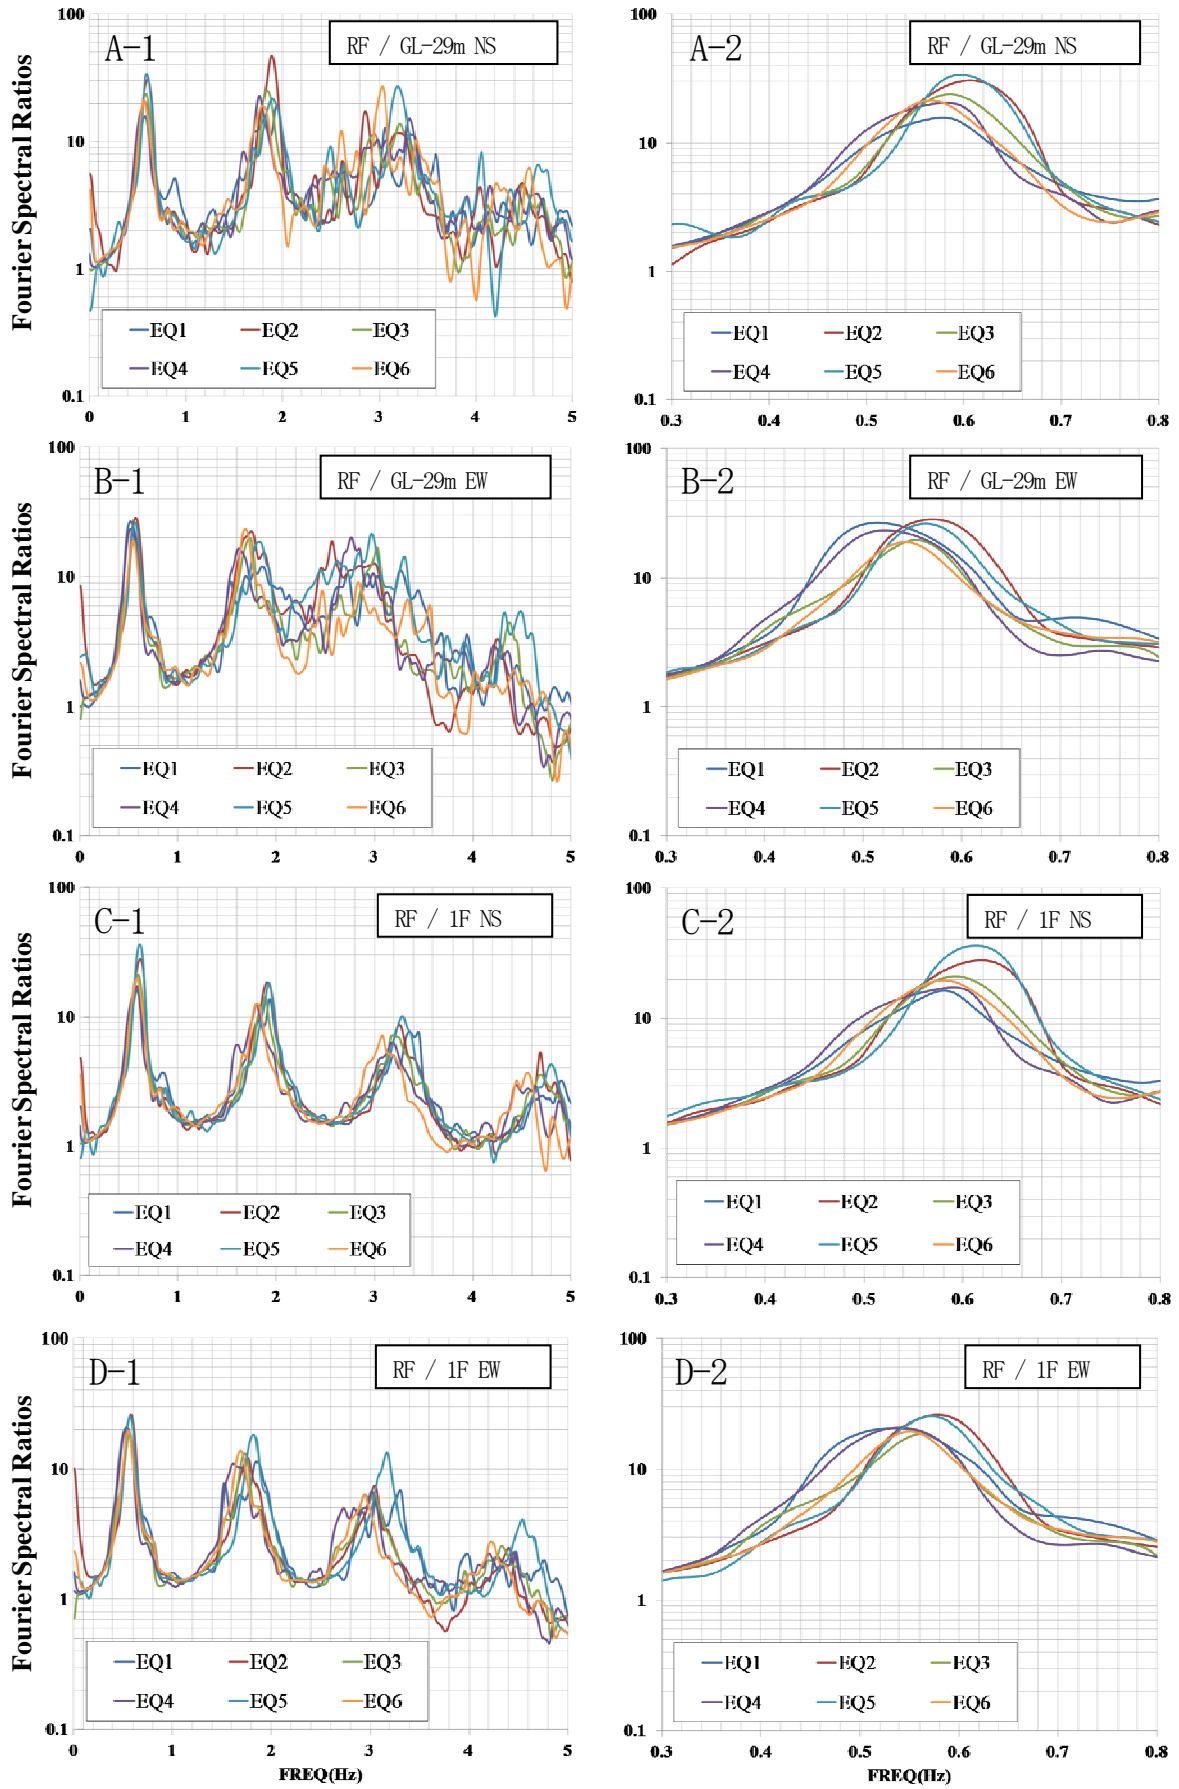 A-1
RF / GL-29m NS
Fourier Spectral Ratios
100
10
1
0.1
EQ1 EQ2 EQ3
EQ4 EQ5 EQ6
0 1 2 3 4 5
A-2
RF / GL-29m NS
100
10
1
0.1
EQ1 EQ2 EQ3
EQ4 EQ5 EQ6
0.3 0.4 0.5 0.6 0.7 0.8
B-1
RF / GL-29m EW
Fourier Spectral Ratios
100
10
1
0.1
EQ1 EQ2 EQ3
EQ4 EQ5 EQ6
0 1 2 3 4 5
B-2
RF / GL-29m EW
100
10
1
0.1
EQ1 EQ2 EQ3
EQ4 EQ5 EQ6
0.3 0.4 0.5 0.6 0.7 0.8
C-1
RF / 1F NS
Fourier Spectral Ratios
100
10
1
0.1
EQ1 EQ2 EQ3
EQ4 EQ5 EQ6
0 1 2 3 4 5
C-2
RF / 1F NS
100
10
1
0.1
EQ1 EQ2 EQ3
EQ4 EQ5 EQ6
0.3 0.4 0.5 0.6 0.7 0.8
D-1
RF / 1F EW
Fourier Spectral Ratios
100
10
1
0.1
EQ1 EQ2 EQ3
EQ4 EQ5 EQ6
0 1 2 3 4 5
FREQ(Hz)
D-2
RF / 1F EW
100
10
1
0.1
EQ1 EQ2 EQ3
EQ4 EQ5 EQ6
0.3 0.4 0.5 0.6 0.7 0.8
FREQ(Hz)